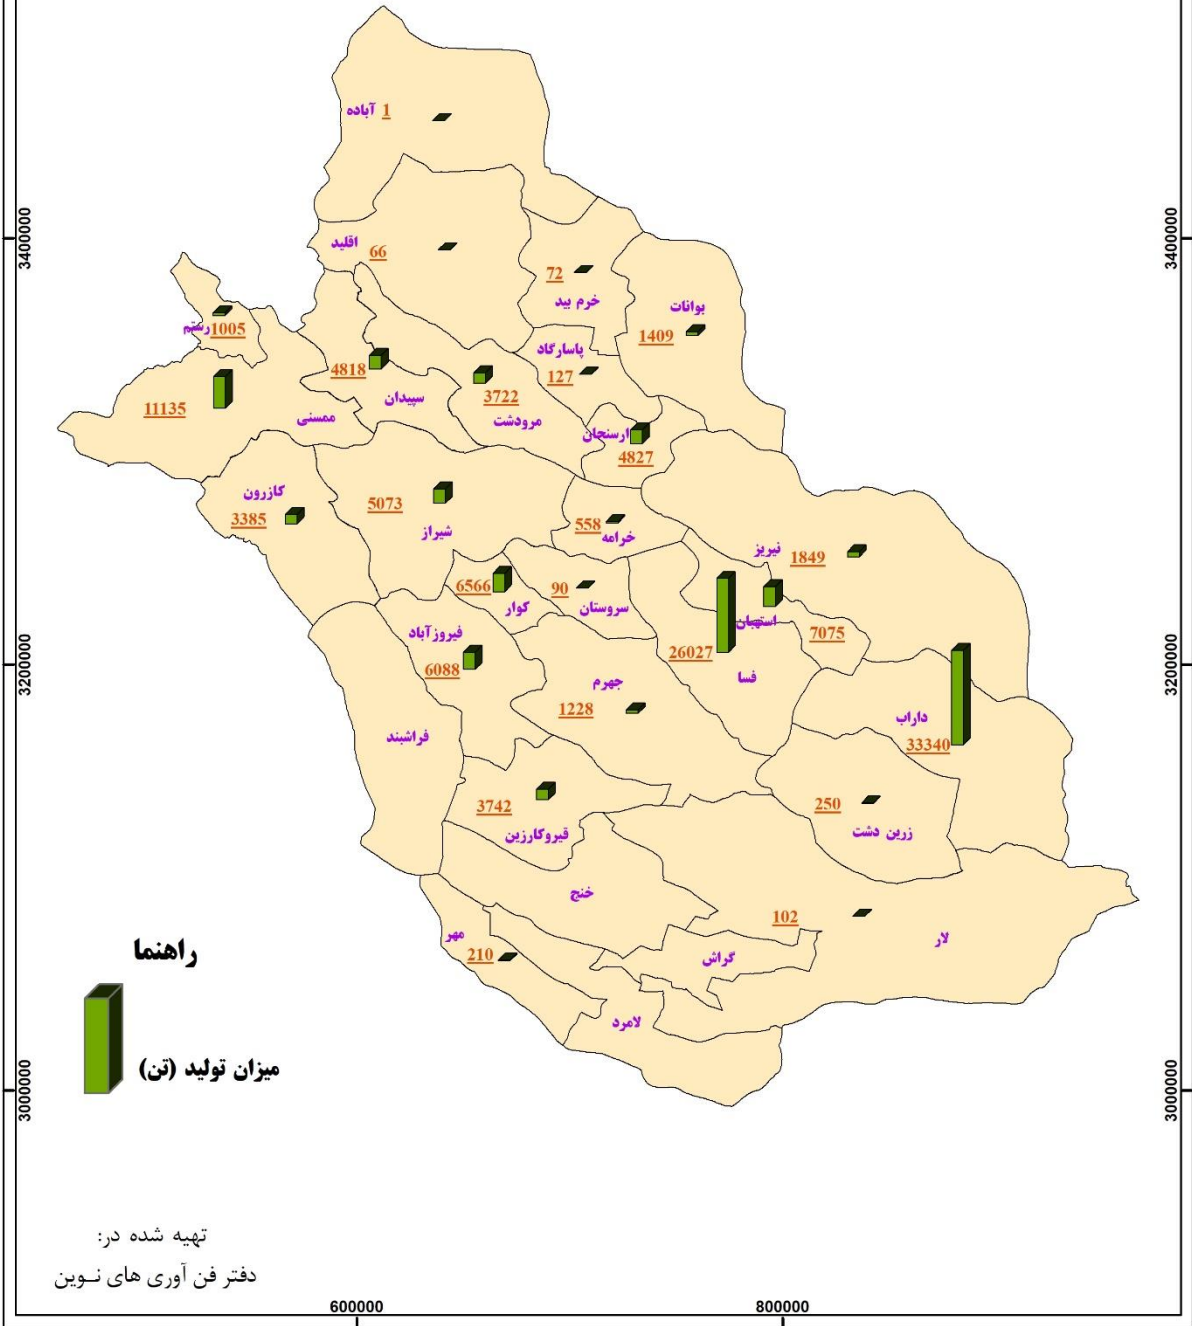 آباده 1
3400000
3400000
اقلید
66
72
خرم بید
بوانات
1409
رستم 1005
پاسارگاد
127
4818
سپیدان
3722
مرودشت
11135
ممسنی
ارسنجان
4827
کازرون
3385
5073
شیراز
558
خرامه
نیریز
1849
6566
کوار
90
سروستان
استهبان
7075
فیروزآباد
6088
26027
فسا
3200000
3200000
جهرم
1228
داراب
33340
فراشبند
3742
قیروکارزین
250
زرین دشت
خنج
102
لار
مهر
210
گراش
لامرد
راهنما
میزان تولید (تن)
3000000
3000000
تهیه شده در:
دفتر فن آوری های نـوین
600000
800000